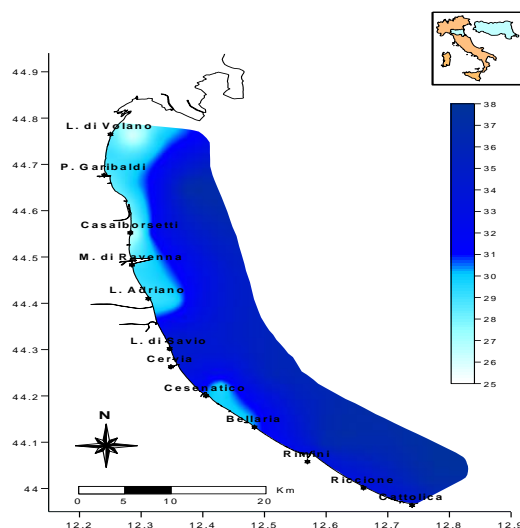 44.9
44.8
44.7
44.6
44.5
44.4
44.3
44.2
44.1
44
L. di Volano
P. Garibaldi
Casalborsetti
M. di Ravenna
L. Adriano
L. di Savio
Cervia
Cesenatico
Bellaria
Rimini
Riccione
Cattolica
38
37
36
35
34
33
32
31
30
29
28
27
26
25
N
0 5 10 20 Km
12.2 12.3 12.4 12.5 12.6 12.7 12.8 12.9